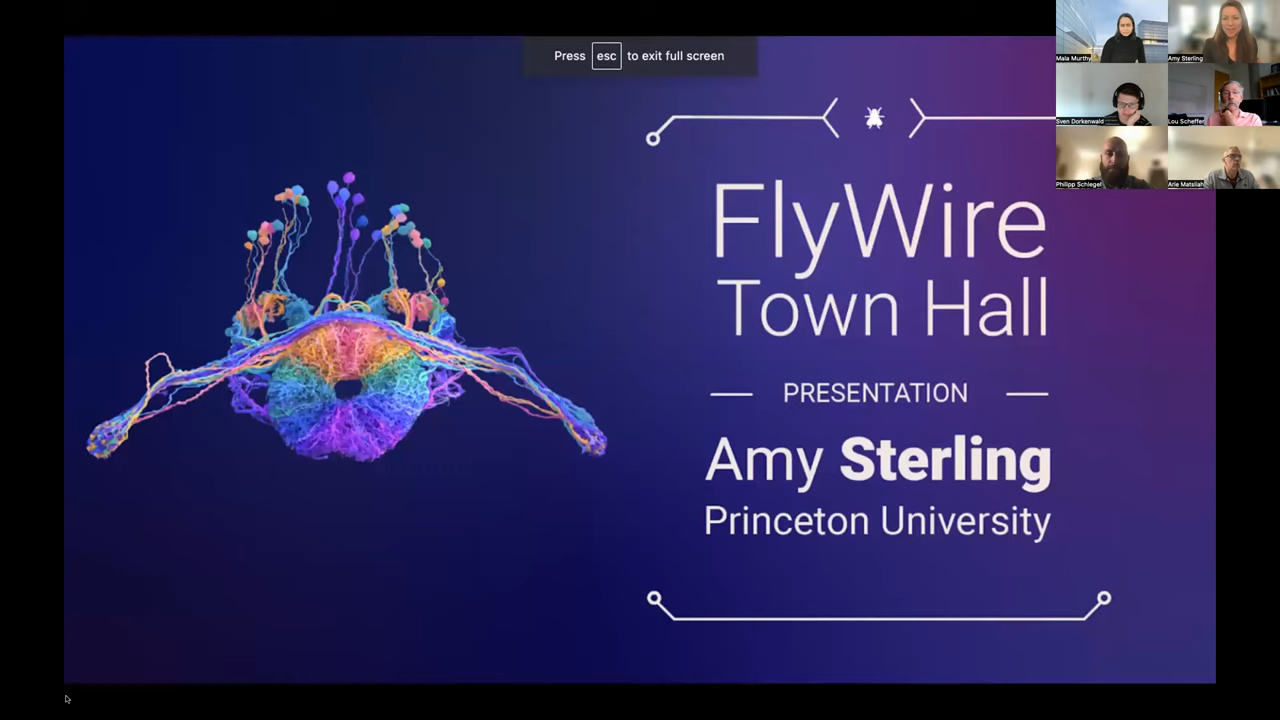 Press esc to exit full screen
Mala Murthy
Amy Sterling
Sven Dorkenwald
Lou Scheffer
Philipp Schlegel
Arie Matsliah
FlyWire
Town Hall
PRESENTATION
Amy Sterling
Princeton University